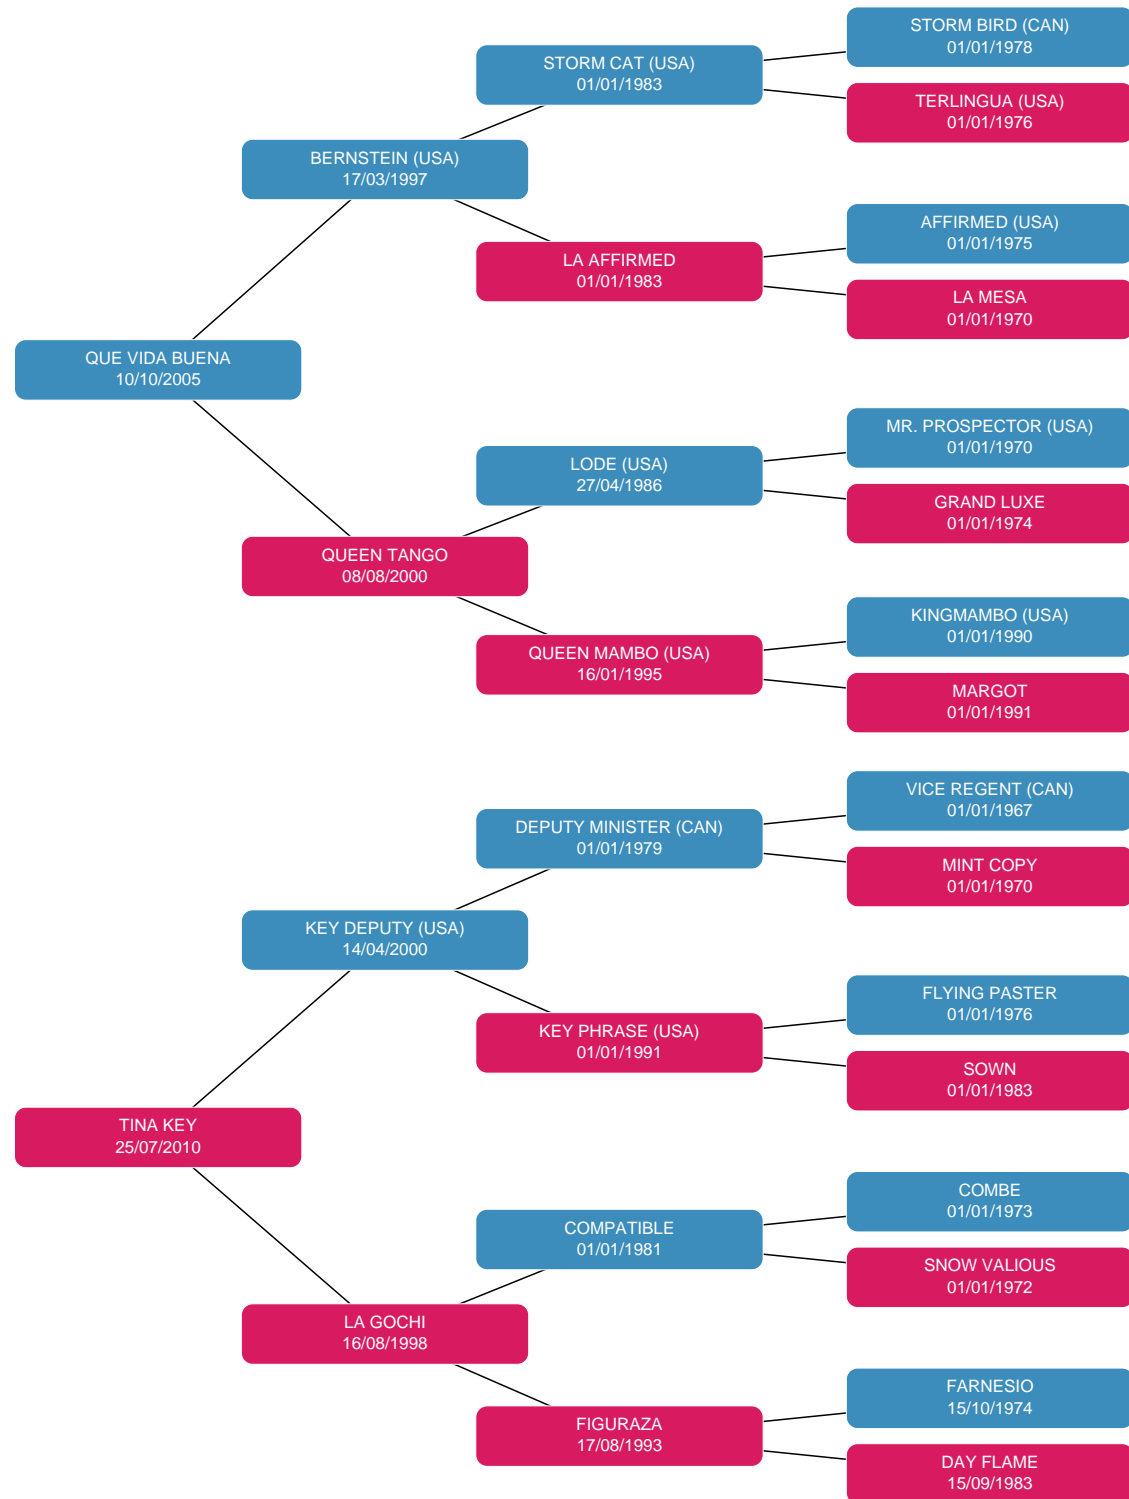 STORM BIRD (CAN)
01/01/1978
STORM CAT (USA)
01/01/1983
TERLINGUA (USA)
01/01/1976
BERNSTEIN (USA)
17/03/1997
AFFIRMED (USA)
01/01/1975
LA AFFIRMED
01/01/1983
LA MESA
01/01/1970
QUE VIDA BUENA
10/10/2005
MR. PROSPECTOR (USA)
01/01/1970
LODE (USA)
27/04/1986
GRAND LUXE
01/01/1974
QUEEN TANGO
08/08/2000
KINGMAMBO (USA)
01/01/1990
QUEEN MAMBO (USA)
16/01/1995
MARGOT
01/01/1991
VICE REGENT (CAN)
01/01/1967
DEPUTY MINISTER (CAN)
01/01/1979
MINT COPY
01/01/1970
KEY DEPUTY (USA)
14/04/2000
FLYING PASTER
01/01/1976
KEY PHRASE (USA)
01/01/1991
SOWN
01/01/1983
TINA KEY
25/07/2010
COMBE
01/01/1973
COMPATIBLE
01/01/1981
SNOW VALIOUS
01/01/1972
LA GOCHI
16/08/1998
FARNESIO
15/10/1974
FIGURAZA
17/08/1993
DAY FLAME
15/09/1983